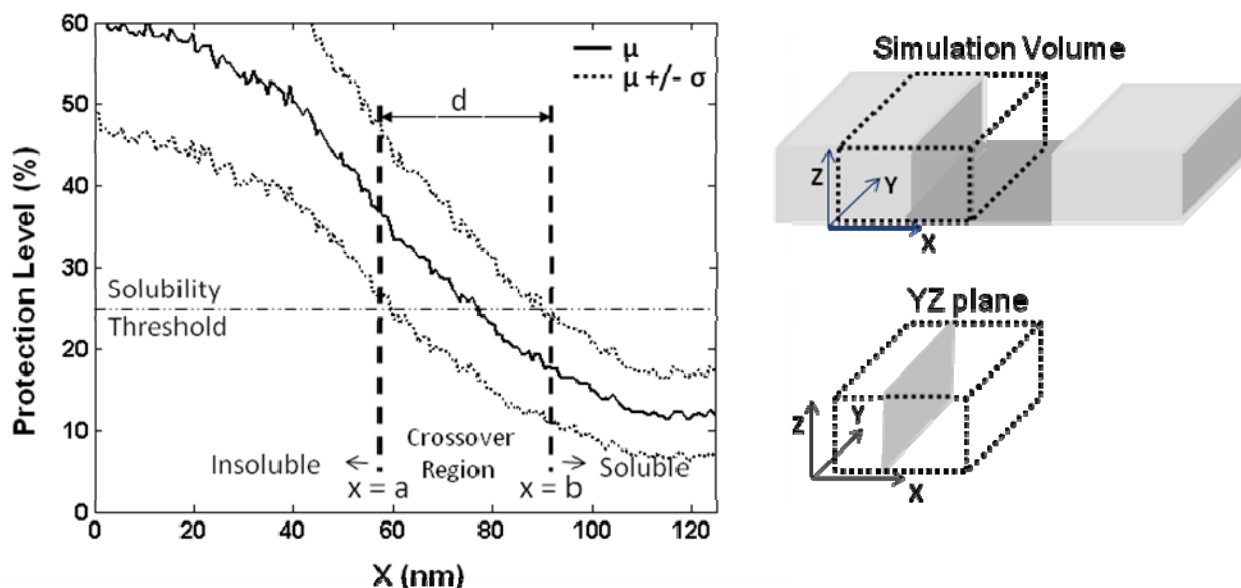 60
50
40
30
20
10
0
Protection Level (%)
μ
μ +/- σ
d
Solubility
Threshold
Insoluble ←
Crossover
Region
→ Soluble
x = a
x = b
0 20 40 60 80 100 120
X (nm)
Simulation Volume
Z
Y
X
YZ plane
Z
Y
X